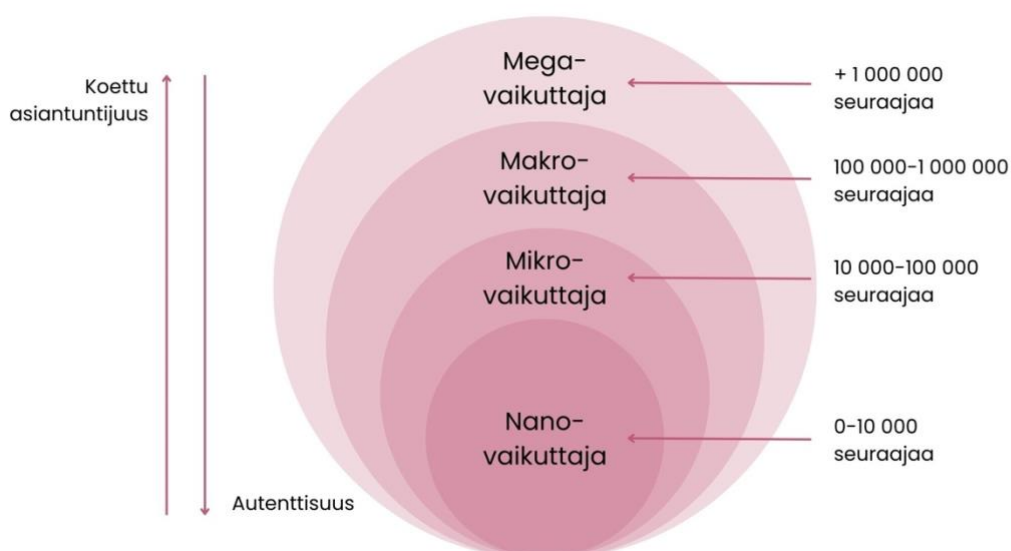 Koettu
asiantuntijuus
Autenttisuus
Mega-
vaikuttaja
+ 1 000 000
seuraajaa
Makro-
vaikuttaja
100 000-1 000 000
seuraajaa
Mikro-
vaikuttaja
10 000-100 000
seuraajaa
Nano-
vaikuttaja
0-10 000
seuraajaa